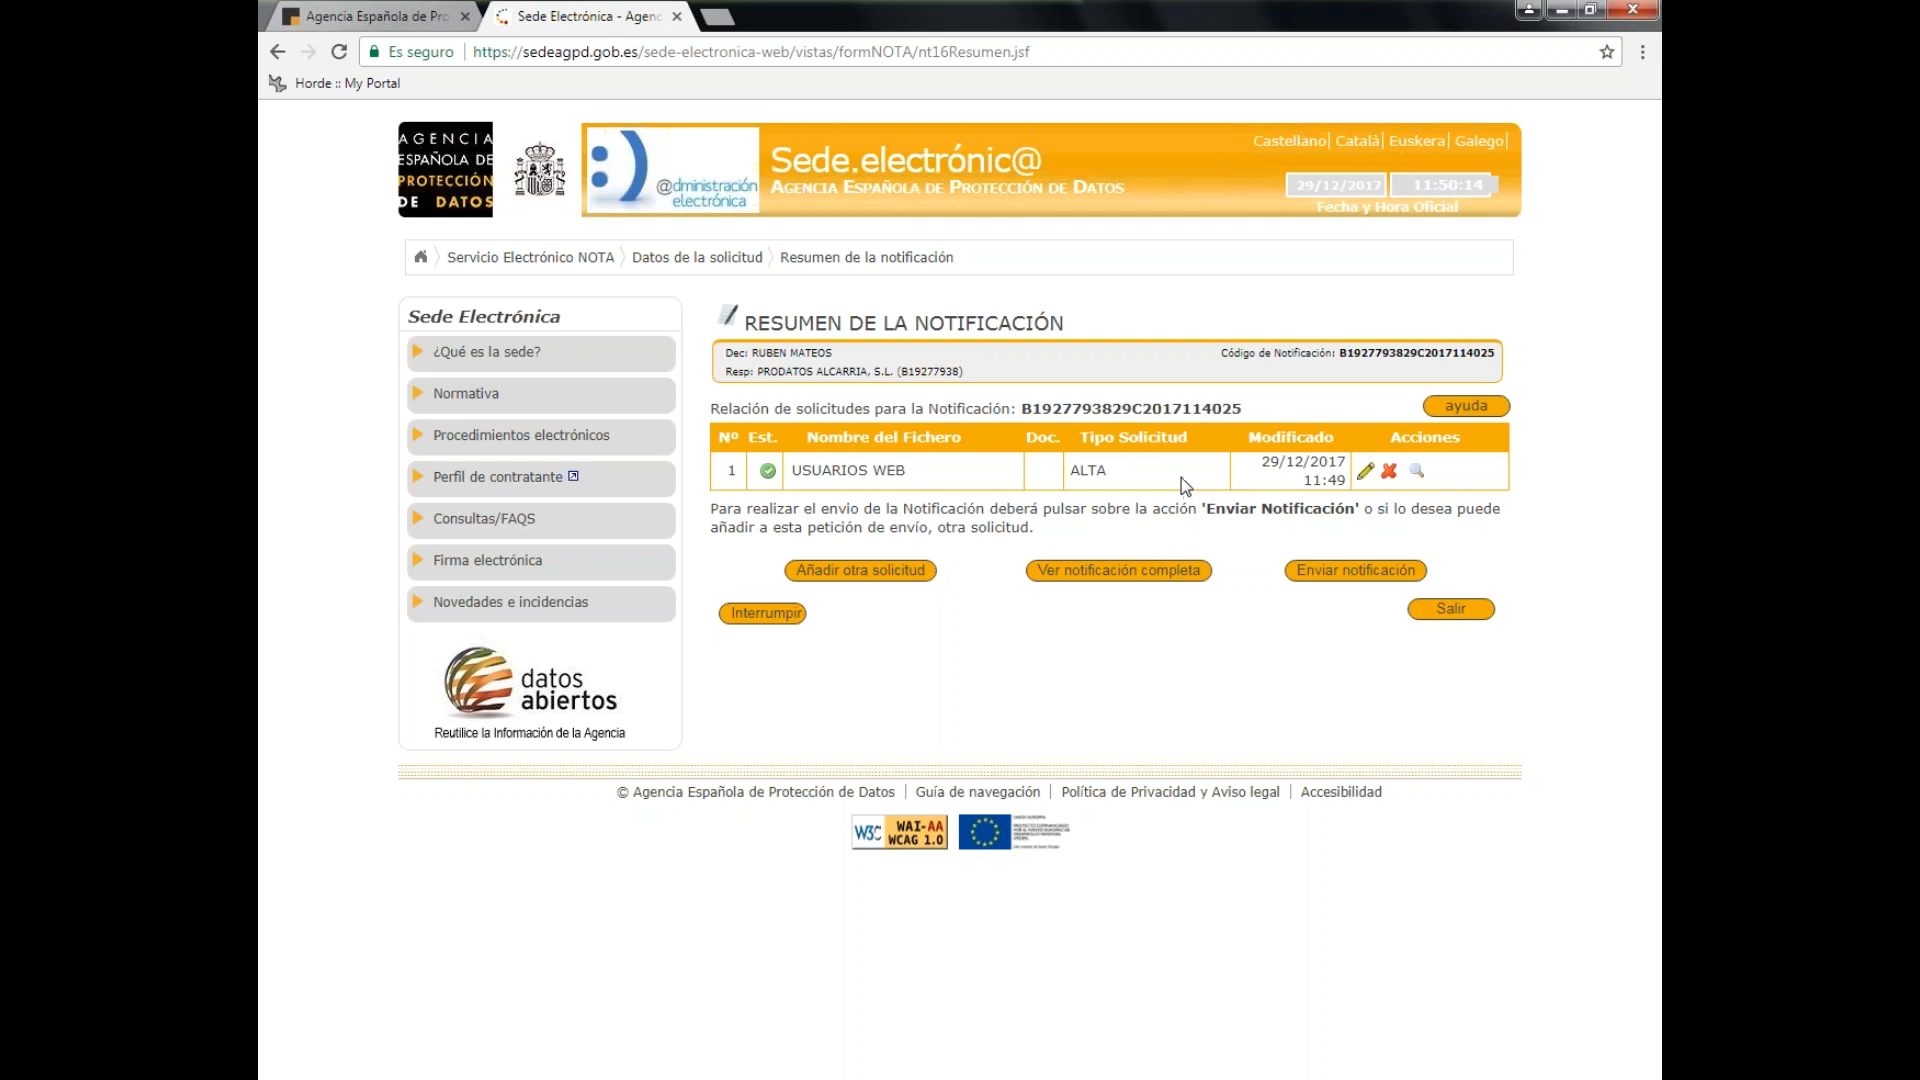 Agencia Española de Pro
Sede Electrónica - Agenc
Es seguro
https://sedeagpd.gob.es/sede-electronica-web/vistas/formNOTA/nt16Resumen.jsf
Horde :: My Portal
AGENCIA
ESPAÑOLA DE
PROTECCIÓN
DE DATOS
@dministración
electrónica
Sede.electrónic@
AGENCIA ESPAÑOLA DE PROTECCIÓN DE DATOS
Castellano| Català| Euskera| Galego|
29/12/2017 11:50:14
Fecha y Hora Oficial
Servicio Electrónico NOTA
Datos de la solicitud
Resumen de la notificación
Sede Electrónica
¿Qué es la sede?
Normativa
Procedimientos electrónicos
Perfil de contratante
Consultas/FAQS
Firma electrónica
Novedades e incidencias
datos
abiertos
Reutilice la Información de la Agencia
RESUMEN DE LA NOTIFICACIÓN
Dec: RUBEN MATEOS
Código de Notificación: B1927793829C2017114025
Resp: PRODATOS ALCARRIA, S.L. (B19277938)
Relación de solicitudes para la Notificación: B1927793829C2017114025
ayuda
Nº Est. Nombre del Fichero Doc. Tipo Solicitud Modificado Acciones
1 USUARIOS WEB ALTA 29/12/2017
11:49
Para realizar el envio de la Notificación deberá pulsar sobre la acción 'Enviar Notificación' o si lo desea puede
añadir a esta petición de envío, otra solicitud.
Añadir otra solicitud
Ver notificación completa
Enviar notificación
Interrumpir
Salir
© Agencia Española de Protección de Datos | Guía de navegación | Política de Privacidad y Aviso legal | Accesibilidad
W3C WAI-AA
WCAG 1.0